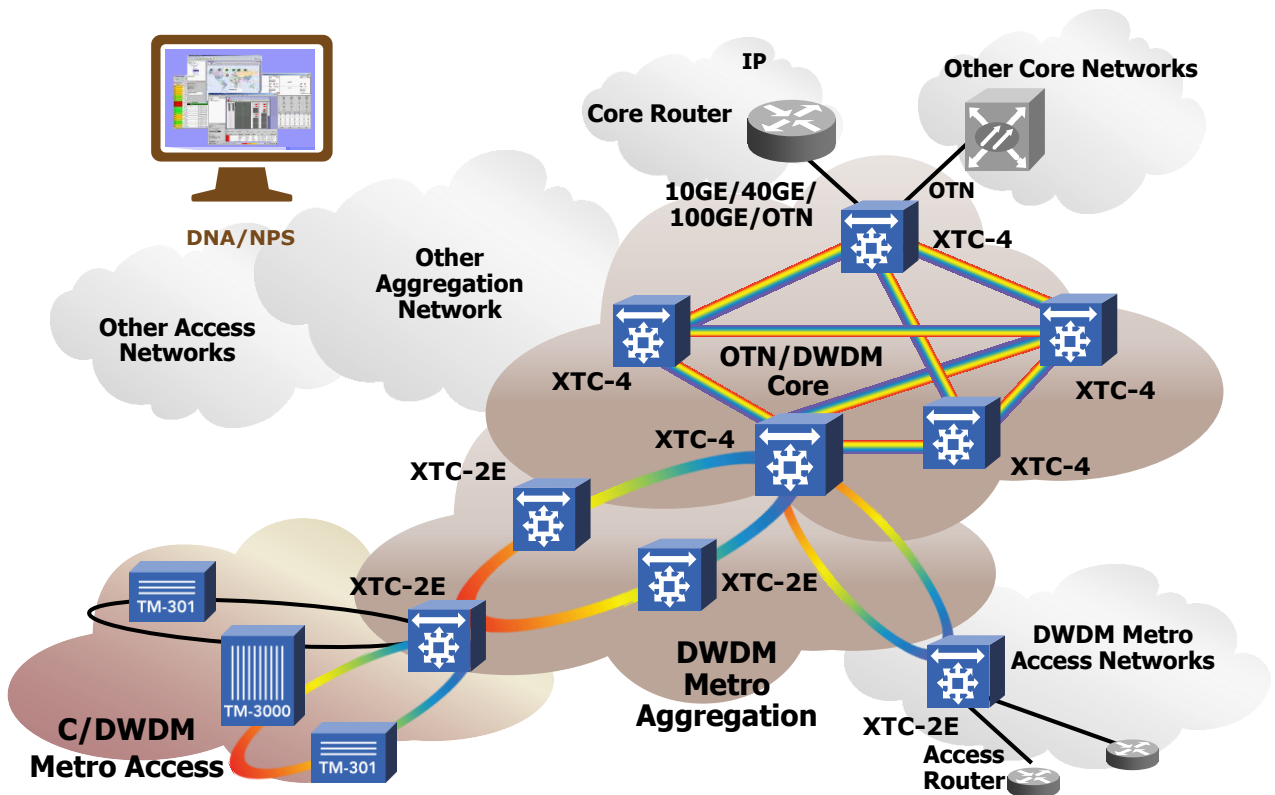 IP
Other Core Networks
Core Router
10GE/40GE/
100GE/OTN
OTN
XTC-4
DNA/NPS
Other
Aggregation
Network
Other Access
Networks
OTN/DWDM
Core
XTC-4
XTC-4
XTC-4
XTC-4
XTC-2E
XTC-2E
XTC-2E
TM-301
TM-3000
TM-301
C/DWDM
Metro Access
DWDM
Metro
Aggregation
DWDM Metro
Access Networks
XTC-2E
Access
Router